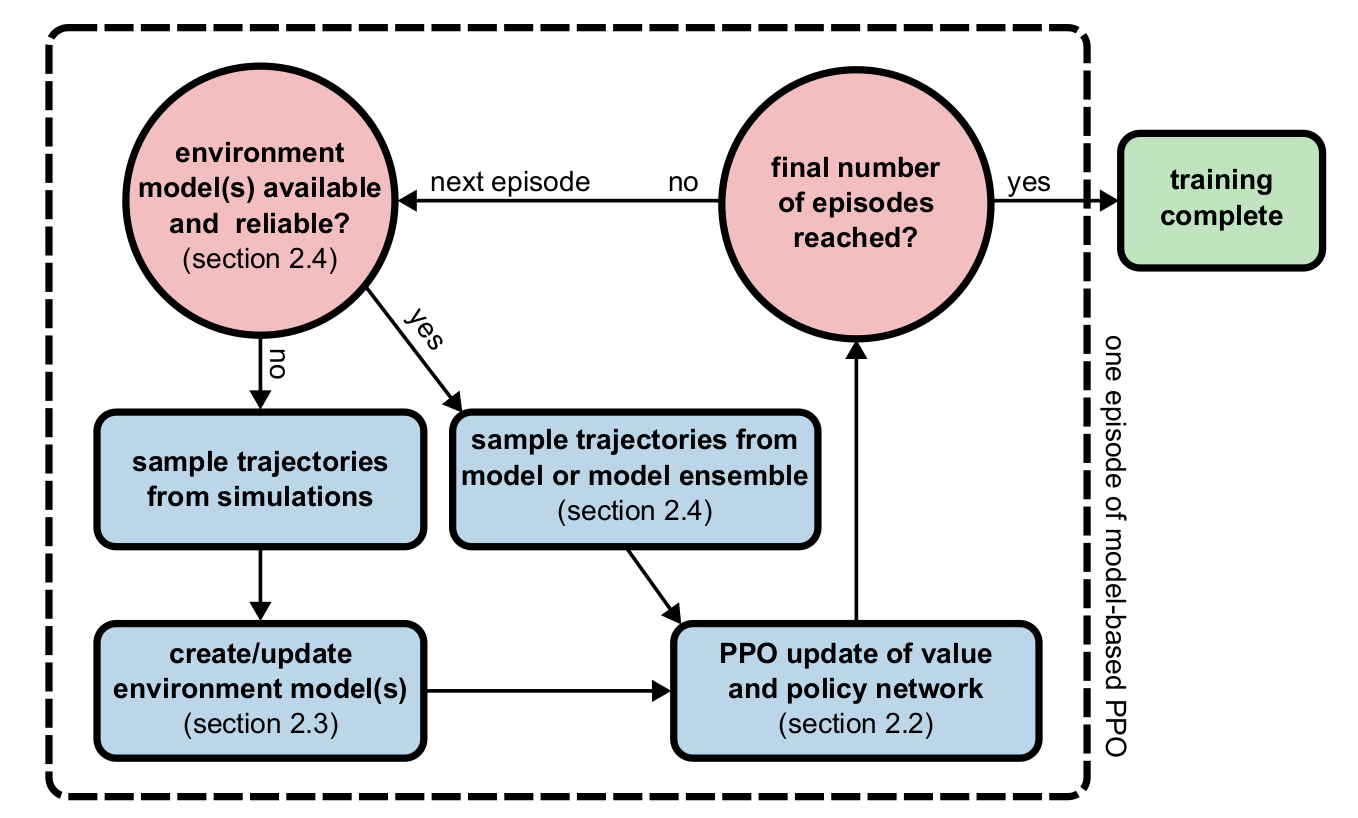 environment
model(s) available
and reliable?
(section 2.4)
next episode
no
final number
of episodes
reached?
yes
training
complete
no
yes
sample trajectories
from simulations
sample trajectories from
model or model ensemble
(section 2.4)
create/update
environment model(s)
(section 2.3)
PPO update of value
and policy network
(section 2.2)
one episode of model-based PPO